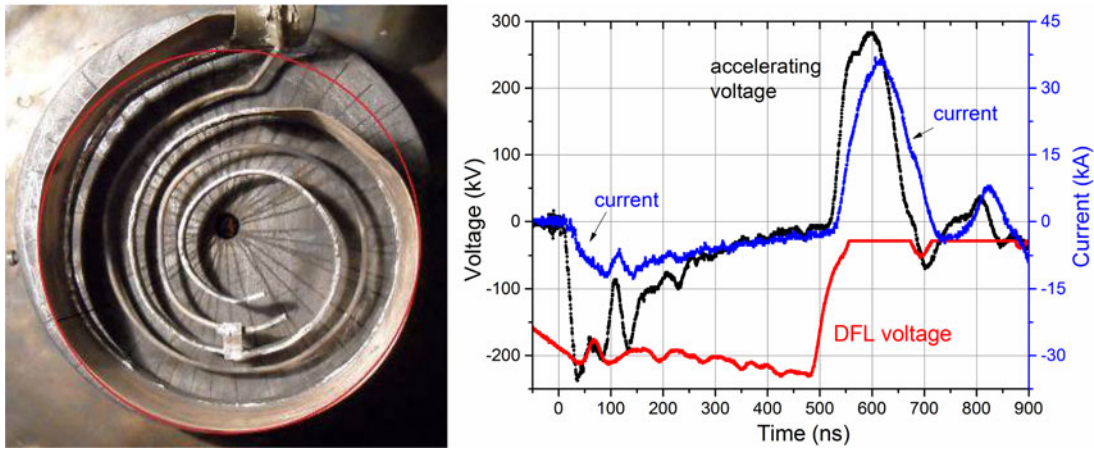 300
200
100
0
-100
-200
Voltage (kV)
45
30
15
0
-15
-30
Current (kA)
accelerating
voltage
current
current
DFL voltage
0 100 200 300 400 500 600 700 800 900
Time (ns)